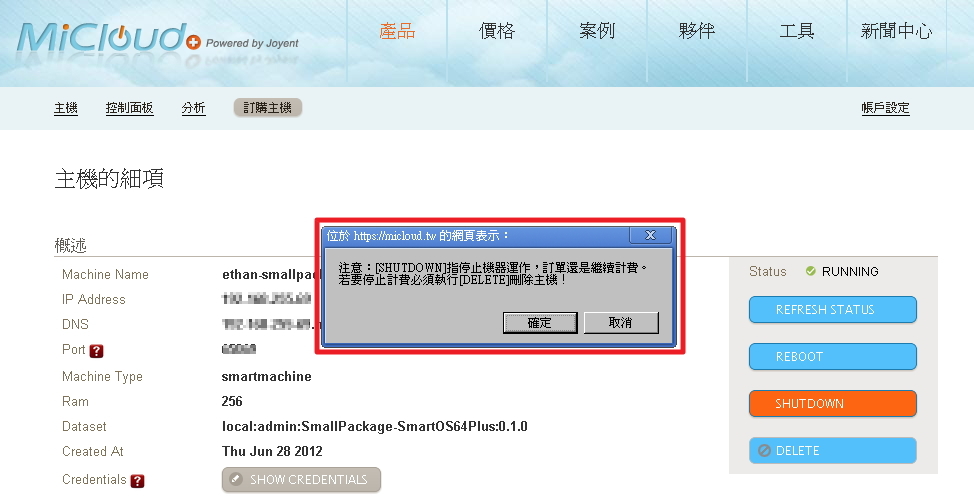 MiCloud Powered by Joyent
產品 價格 案例 夥伴 工具 新聞中心
主機 控制面板 分析 訂購主機 帳戶設定
主機的細項
概述
位於 https://micloud.tw 的網頁表示：
注意：[SHUTDOWN]指停止機器運作，訂單還是繼續計費。
若要停止計費必須執行[DELETE]刪除主機！
確定 取消
Machine Name ethan-smallpac
IP Address
DNS
Port ?
Machine Type smartmachine
Ram 256
Dataset local:admin:SmallPackage-SmartOS64Plus:0.1.0
Created At Thu Jun 28 2012
Credentials ? SHOW CREDENTIALS
Status RUNNING
REFRESH STATUS
REBOOT
SHUTDOWN
DELETE